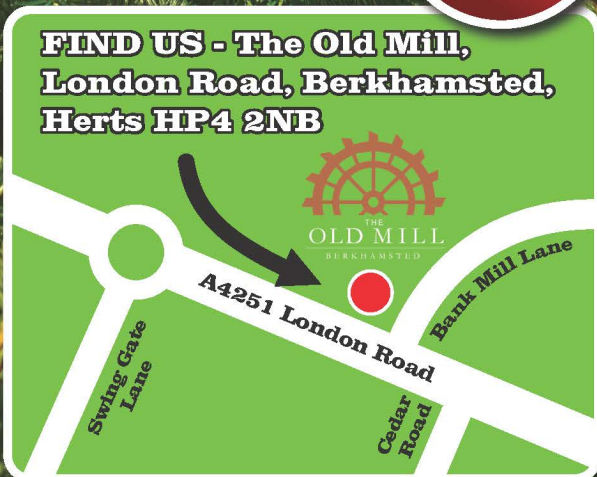 FIND US - The Old Mill,
London Road, Berkhamsted,
Herts HP4 2NB
THE
OLD MILL
BERKHAMSTED
Bank Mill Lane
A4251 London Road
Swing Gate
Lane
Cedar
Road